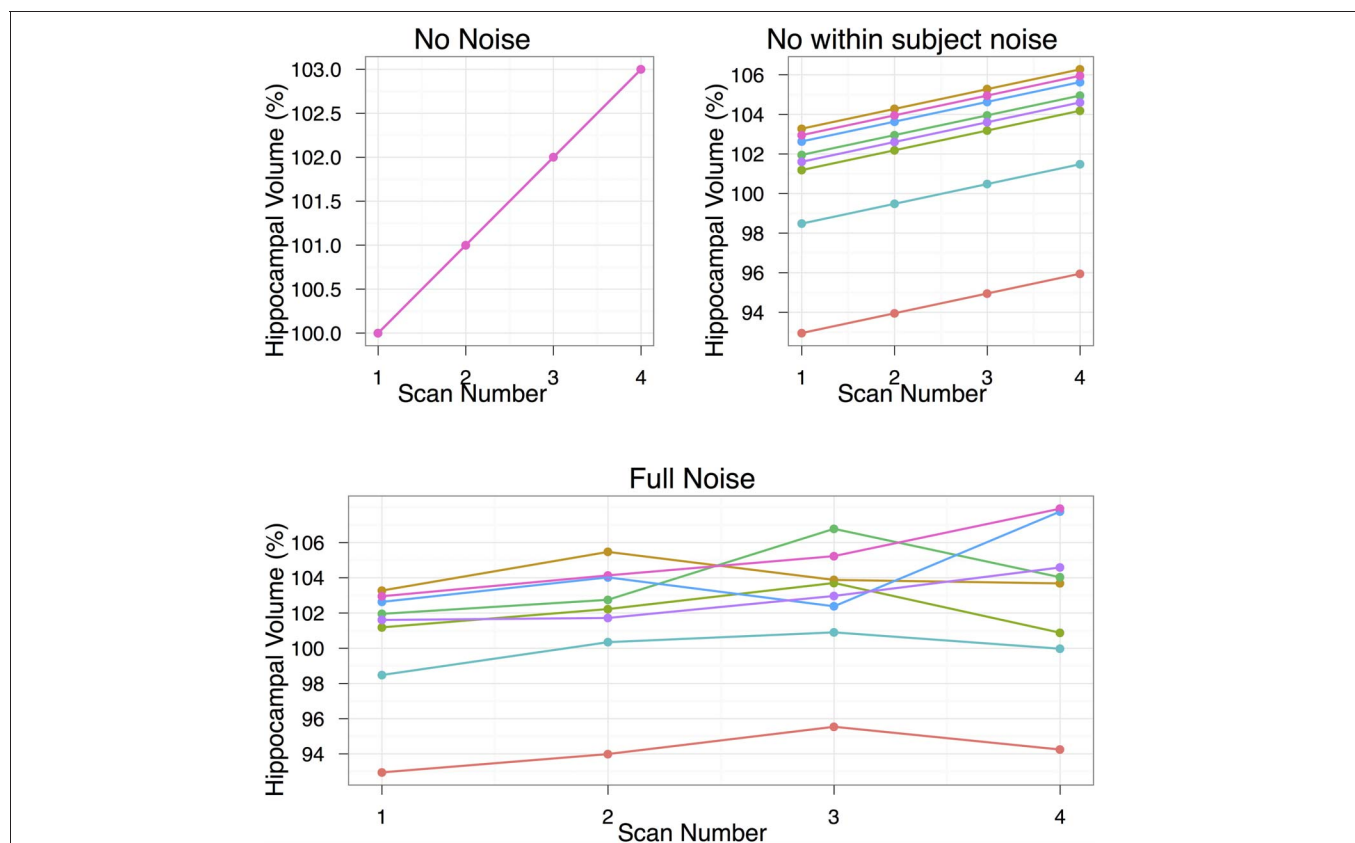 No Noise
Hippocampal Volume (%)
103.0
102.5
102.0
101.5
101.0
100.5
100.0
1 2 3 4
Scan Number
No within subject noise
Hippocampal Volume (%)
106
104
102
100
98
96
94
1 2 3 4
Scan Number
Full Noise
Hippocampal Volume (%)
106
104
102
100
98
96
94
1 2 3 4
Scan Number